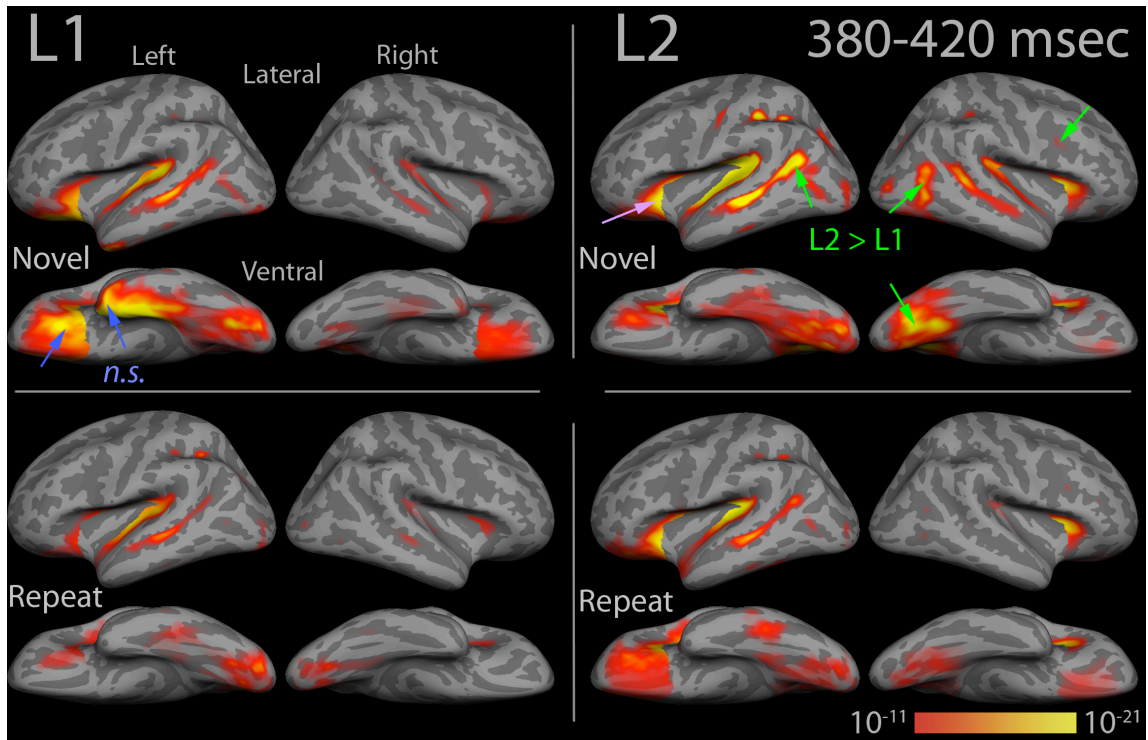 L1
Left
Lateral
Right
L2
380-420 msec
L2 > L1
Novel
Ventral
Novel
n.s.
Repeat
Repeat
10-11
10-21